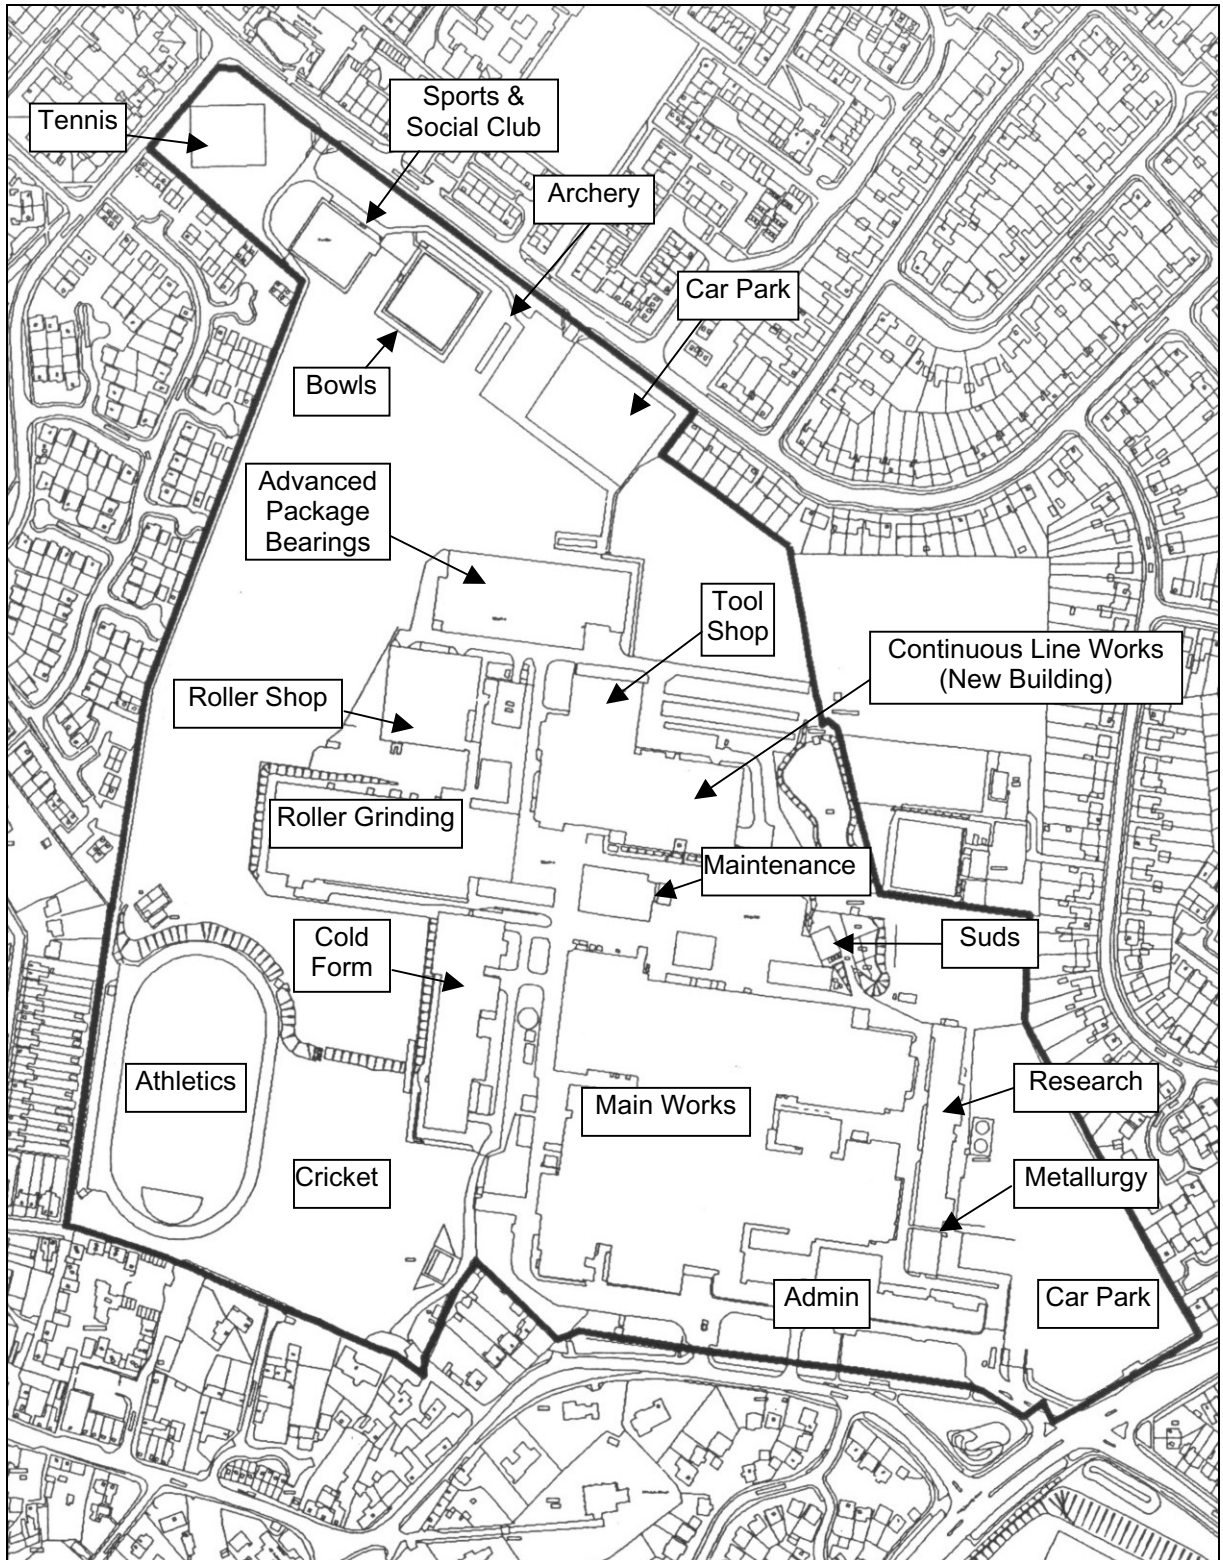 Tennis
Sports &
Social Club
Archery
Car Park
Bowls
Advanced
Package
Bearings
Tool
Shop
Continuous Line Works
(New Building)
Roller Shop
Roller Grinding
Maintenance
Cold
Form
Suds
Athletics
Main Works
Research
Cricket
Metallurgy
Admin
Car Park